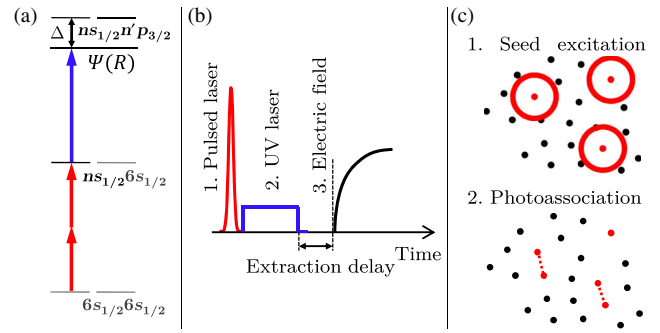 (a)
Δ
ns₁/₂n′p₃/₂
Ψ(R)
ns₁/₂6s₁/₂
6s₁/₂6s₁/₂
(b)
1. Pulsed laser
2. UV laser
3. Electric field
Time
Extraction delay
(c)
1. Seed excitation
2. Photoassociation